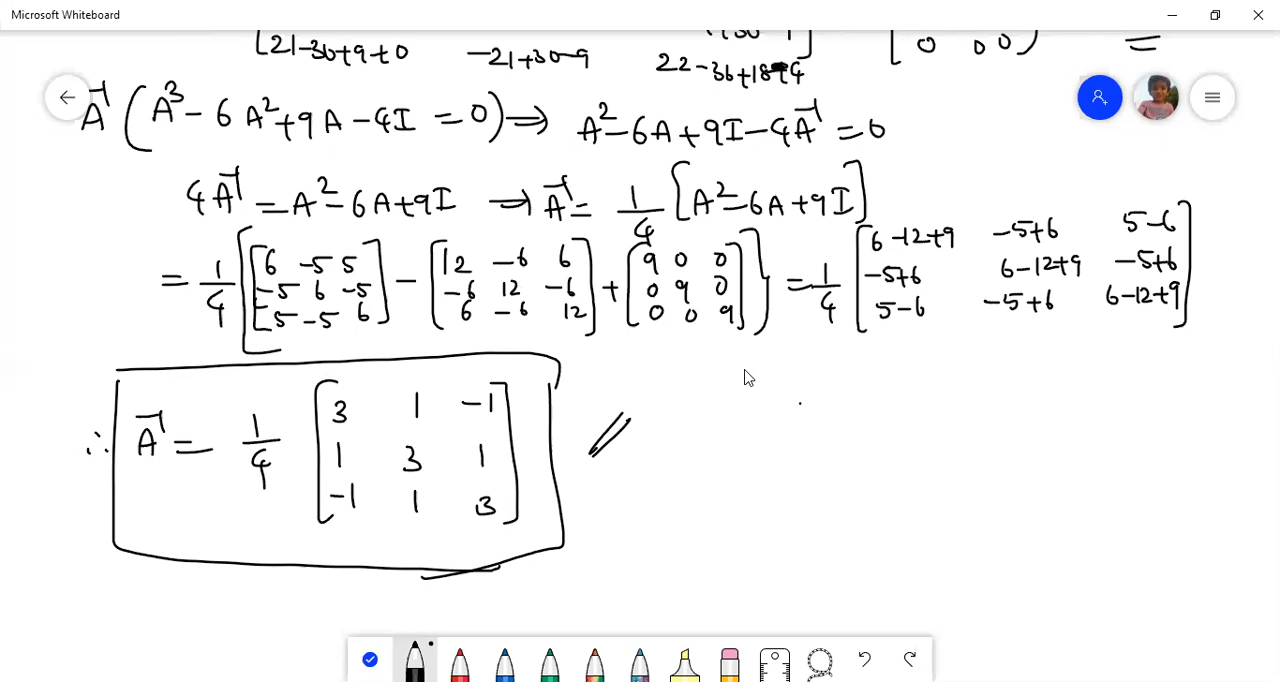 Microsoft Whiteboard
[21-36+9+0 -21+30-9 22-36+18-4] [0 00) =
A⁻¹ (A³ - 6A²+9A-4I = 0) ⇒ A²-6A+9I-4A⁻¹ = 0
4A⁻¹ = A²-6A+9I ⇒ A⁻¹ = 1/4 [A²-6A+9I]
= 1/4 [[6 -5 5
-5 6 -5
5 -5 6] - [12 -6 6
-6 12 -6
6 -6 12] + [9 0 0
0 9 0
0 0 9]] = 1/4 [6-12+9 -5+6 5-6
-5+6 6-12+9 -5+6
5-6 -5+6 6-12+9]
∴ A⁻¹ = 1/4 [3 1 -1
1 3 1
-1 1 3] //